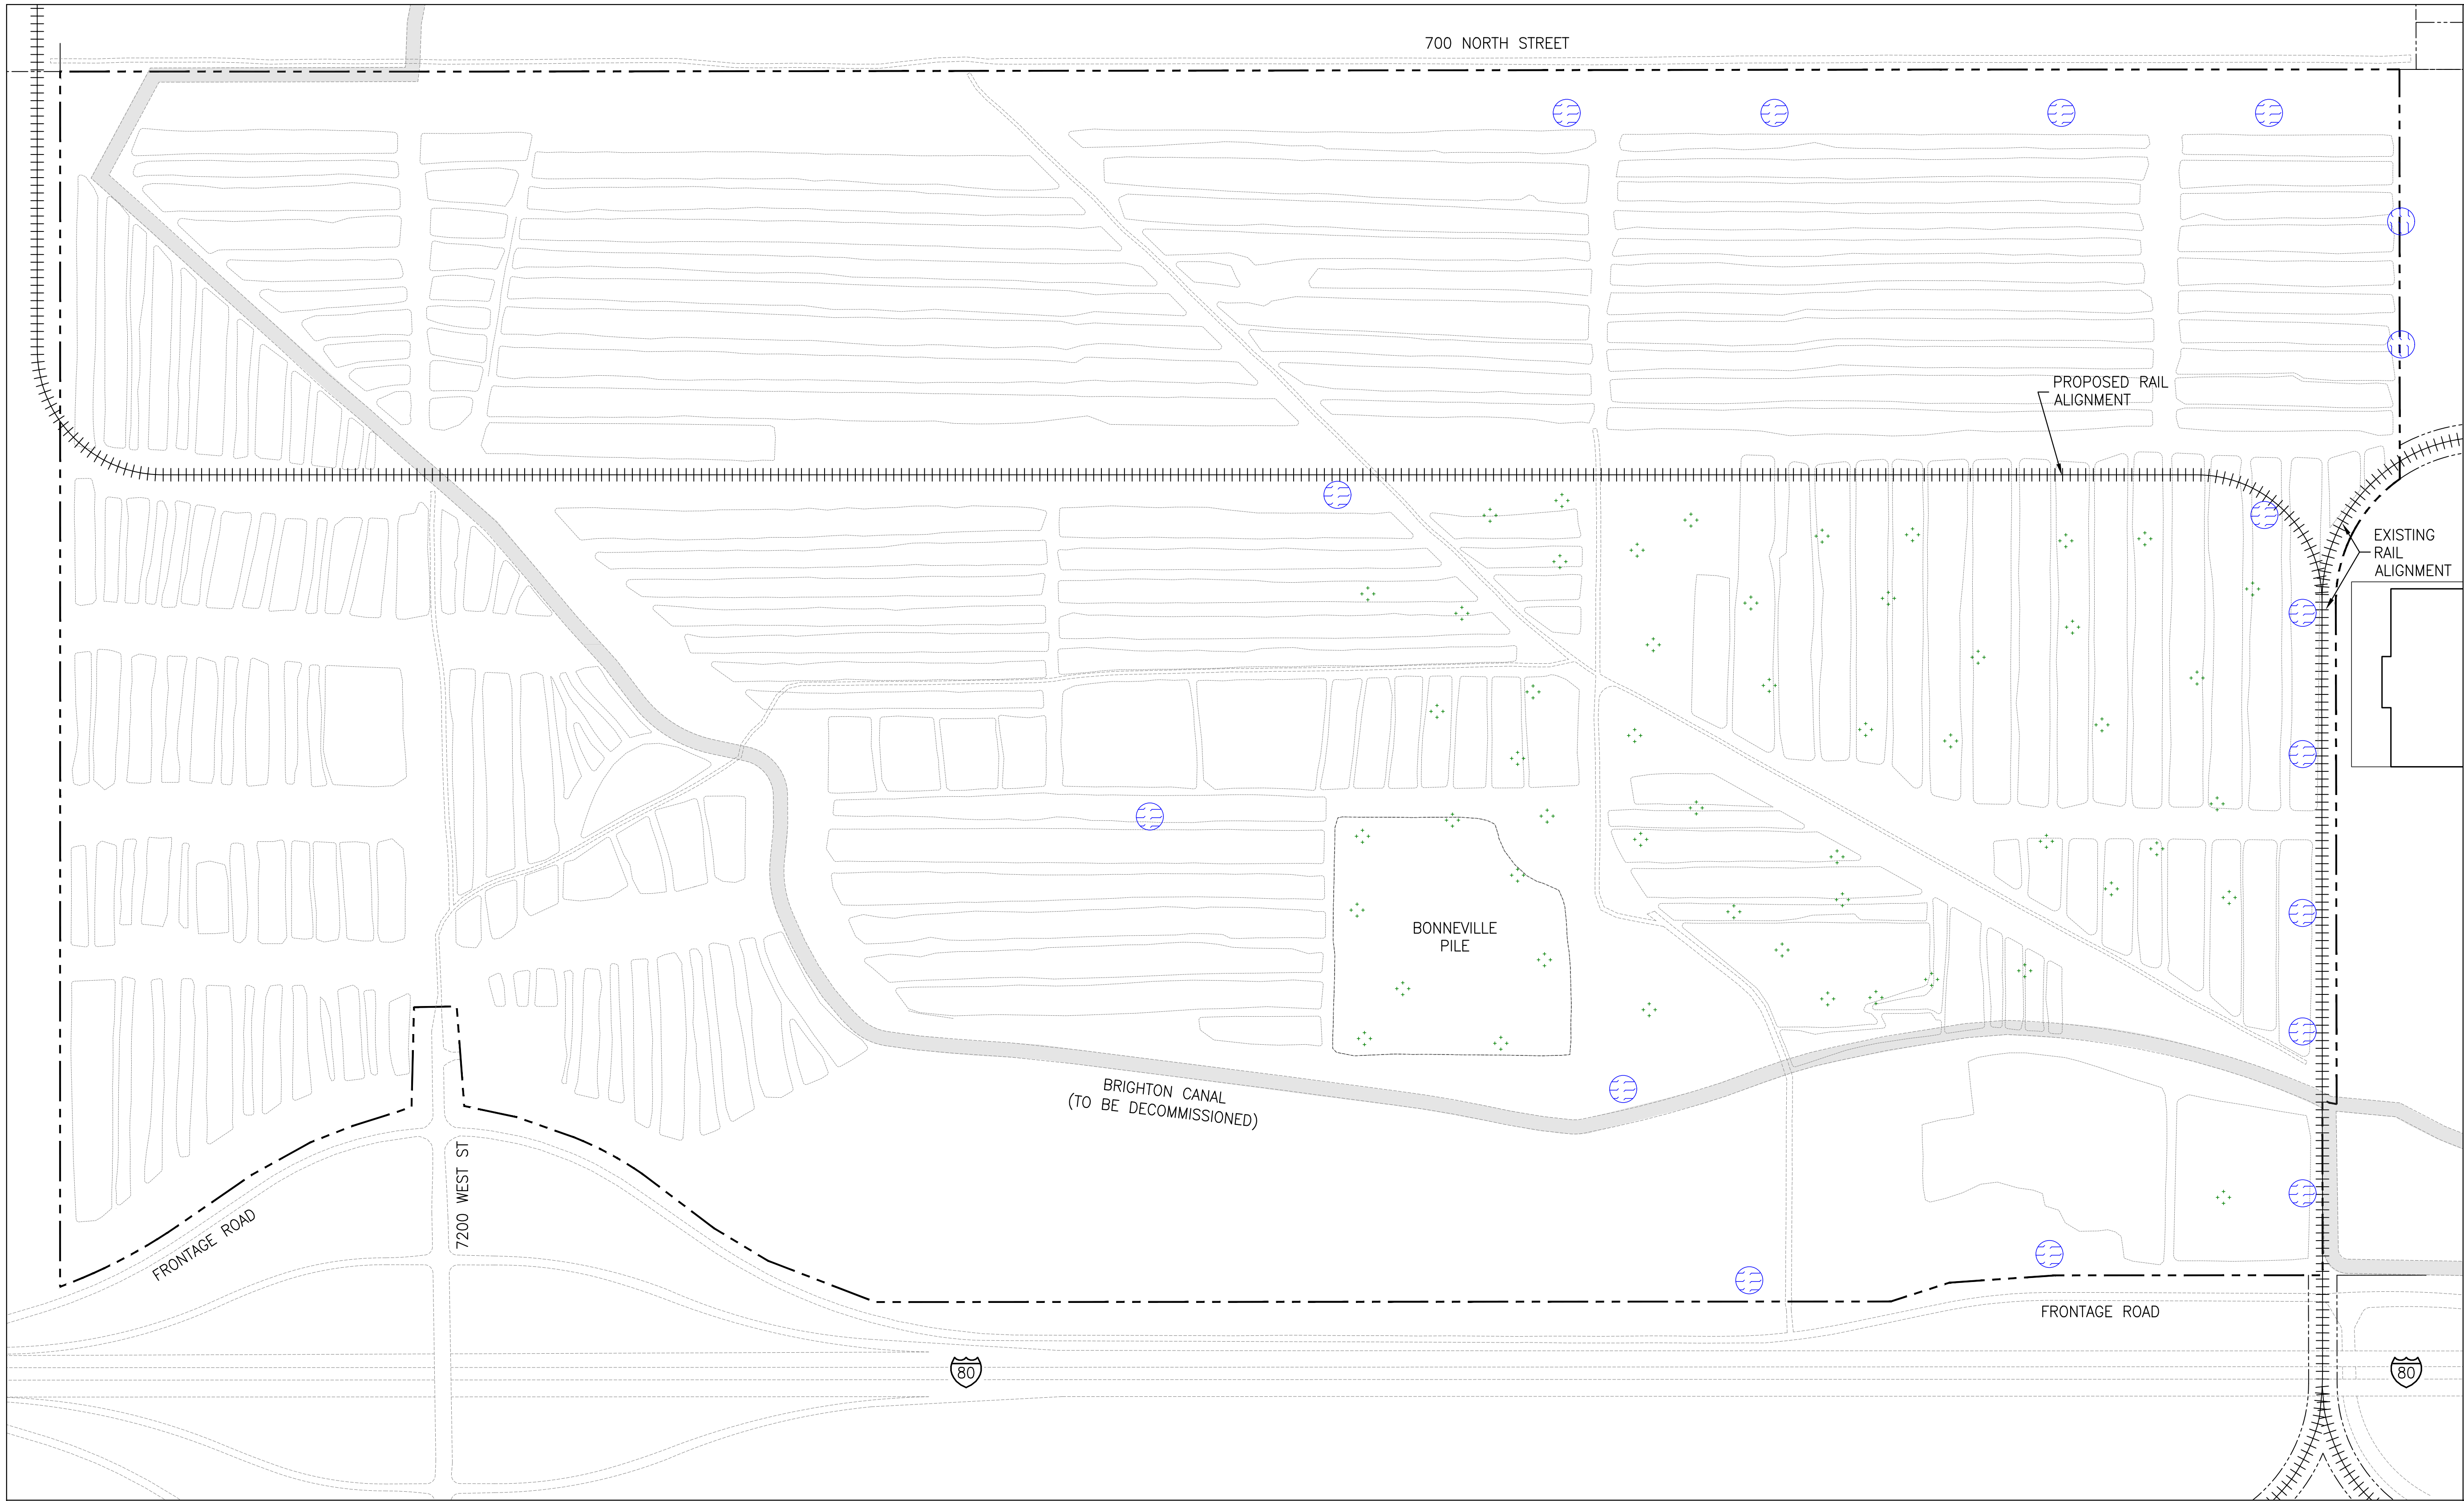 700 NORTH STREET
PROPOSED RAIL
ALIGNMENT
EXISTING
RAIL
ALIGNMENT
BONNEVILLE
PILE
BRIGHTON CANAL
(TO BE DECOMMISSIONED)
7200 WEST ST
FRONTAGE ROAD
FRONTAGE ROAD
80
80